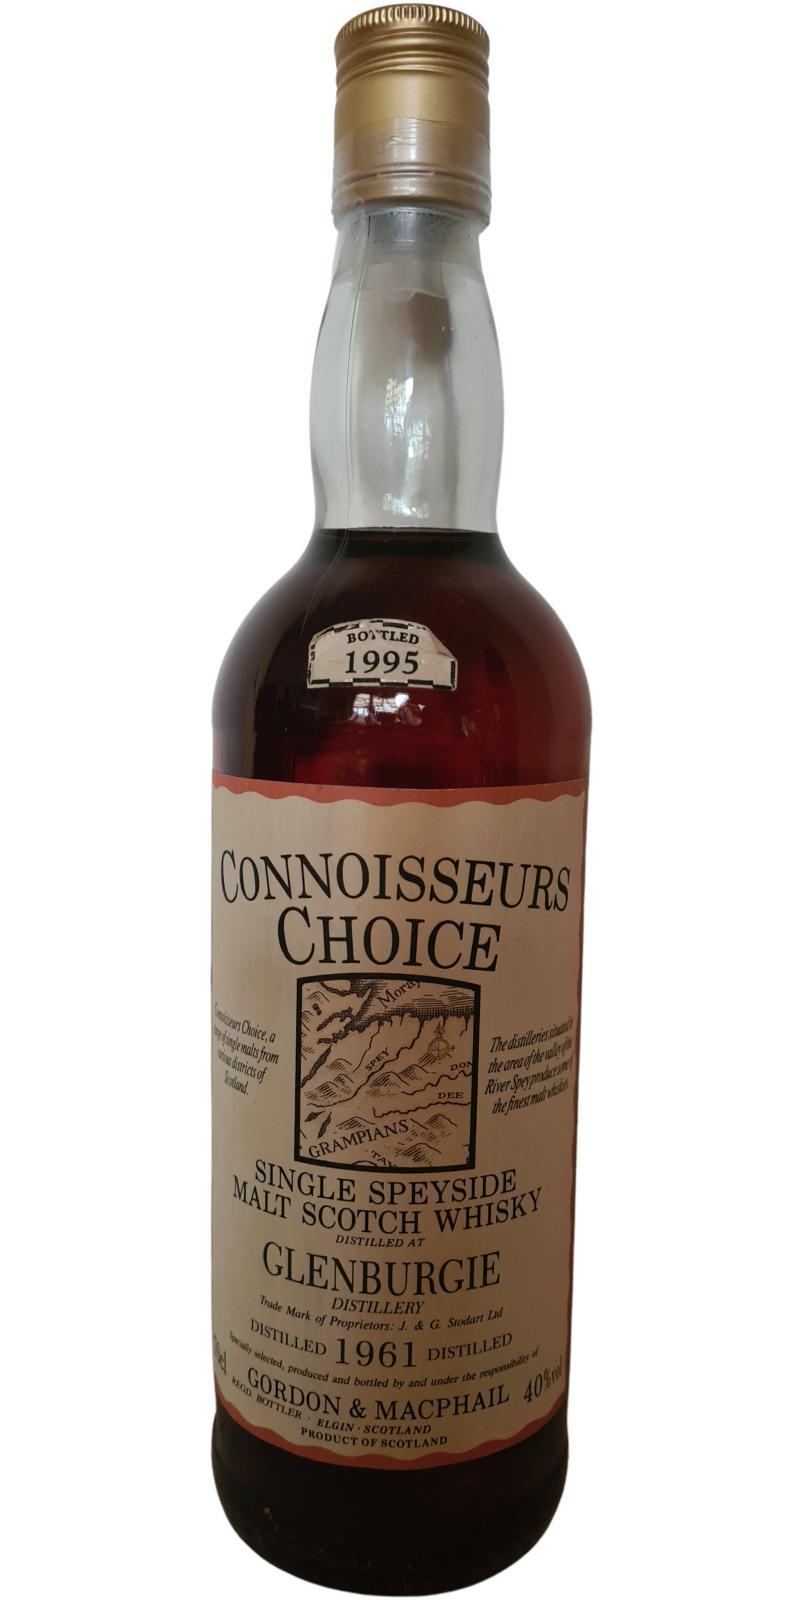 BOTTLED
1995
CONNOISSEURS
CHOICE
Connoisseurs Choice, a
range of single malts from
various districts of
Scotland.
Moray
SPEY
DON
DEE
GRAMPIANS
TAY
The distilleries situated in
the area of the valley of the
River Spey produce some of
the finest malt whiskies.
SINGLE SPEYSIDE
MALT SCOTCH WHISKY
DISTILLED AT
GLENBURGIE
DISTILLERY
Trade Mark of Proprietors: J. & G. Stodart Ltd
DISTILLED 1961 DISTILLED
Specially selected, produced and bottled by and under the responsibility of
70cl GORDON & MACPHAIL 40%vol
REGD. BOTTLER · ELGIN · SCOTLAND
PRODUCT OF SCOTLAND